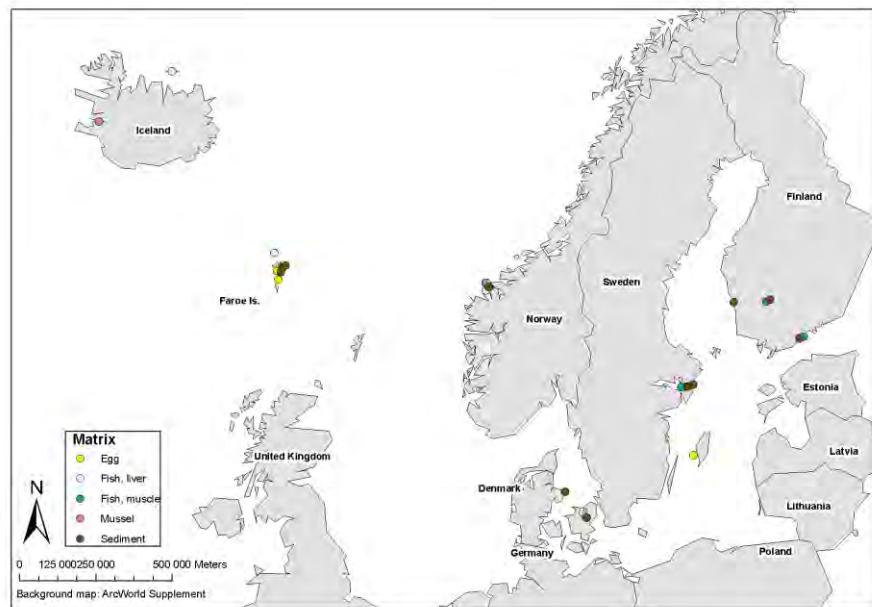 Iceland
Finland
Faroe Is.
Sweden
Norway
Estonia
United Kingdom
Latvia
Denmark
Lithuania
Germany
Poland
Matrix
Egg
Fish, liver
Fish, muscle
Mussel
Sediment
N
0 125 000250 000 500 000 Meters
Background map: ArcWorld Supplement